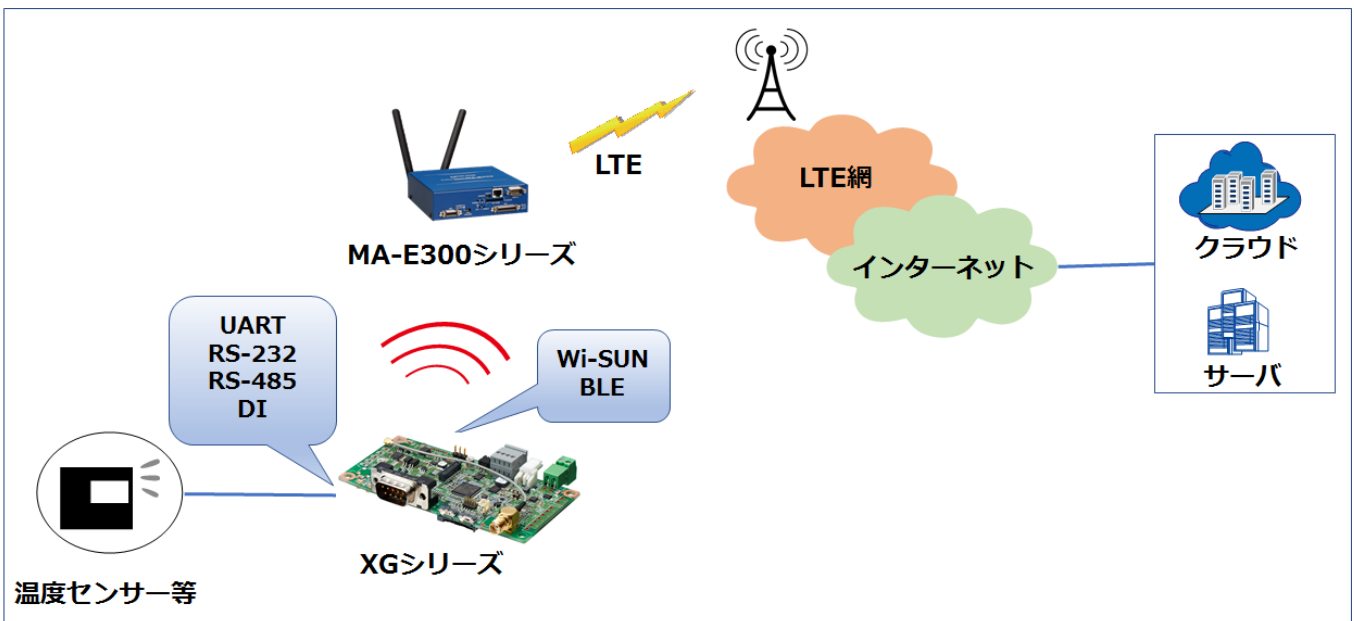 LTE
LTE網
MA-E300シリーズ
インターネット
クラウド
サーバ
UART
RS-232
RS-485
DI
Wi-SUN
BLE
XGシリーズ
温度センサー等